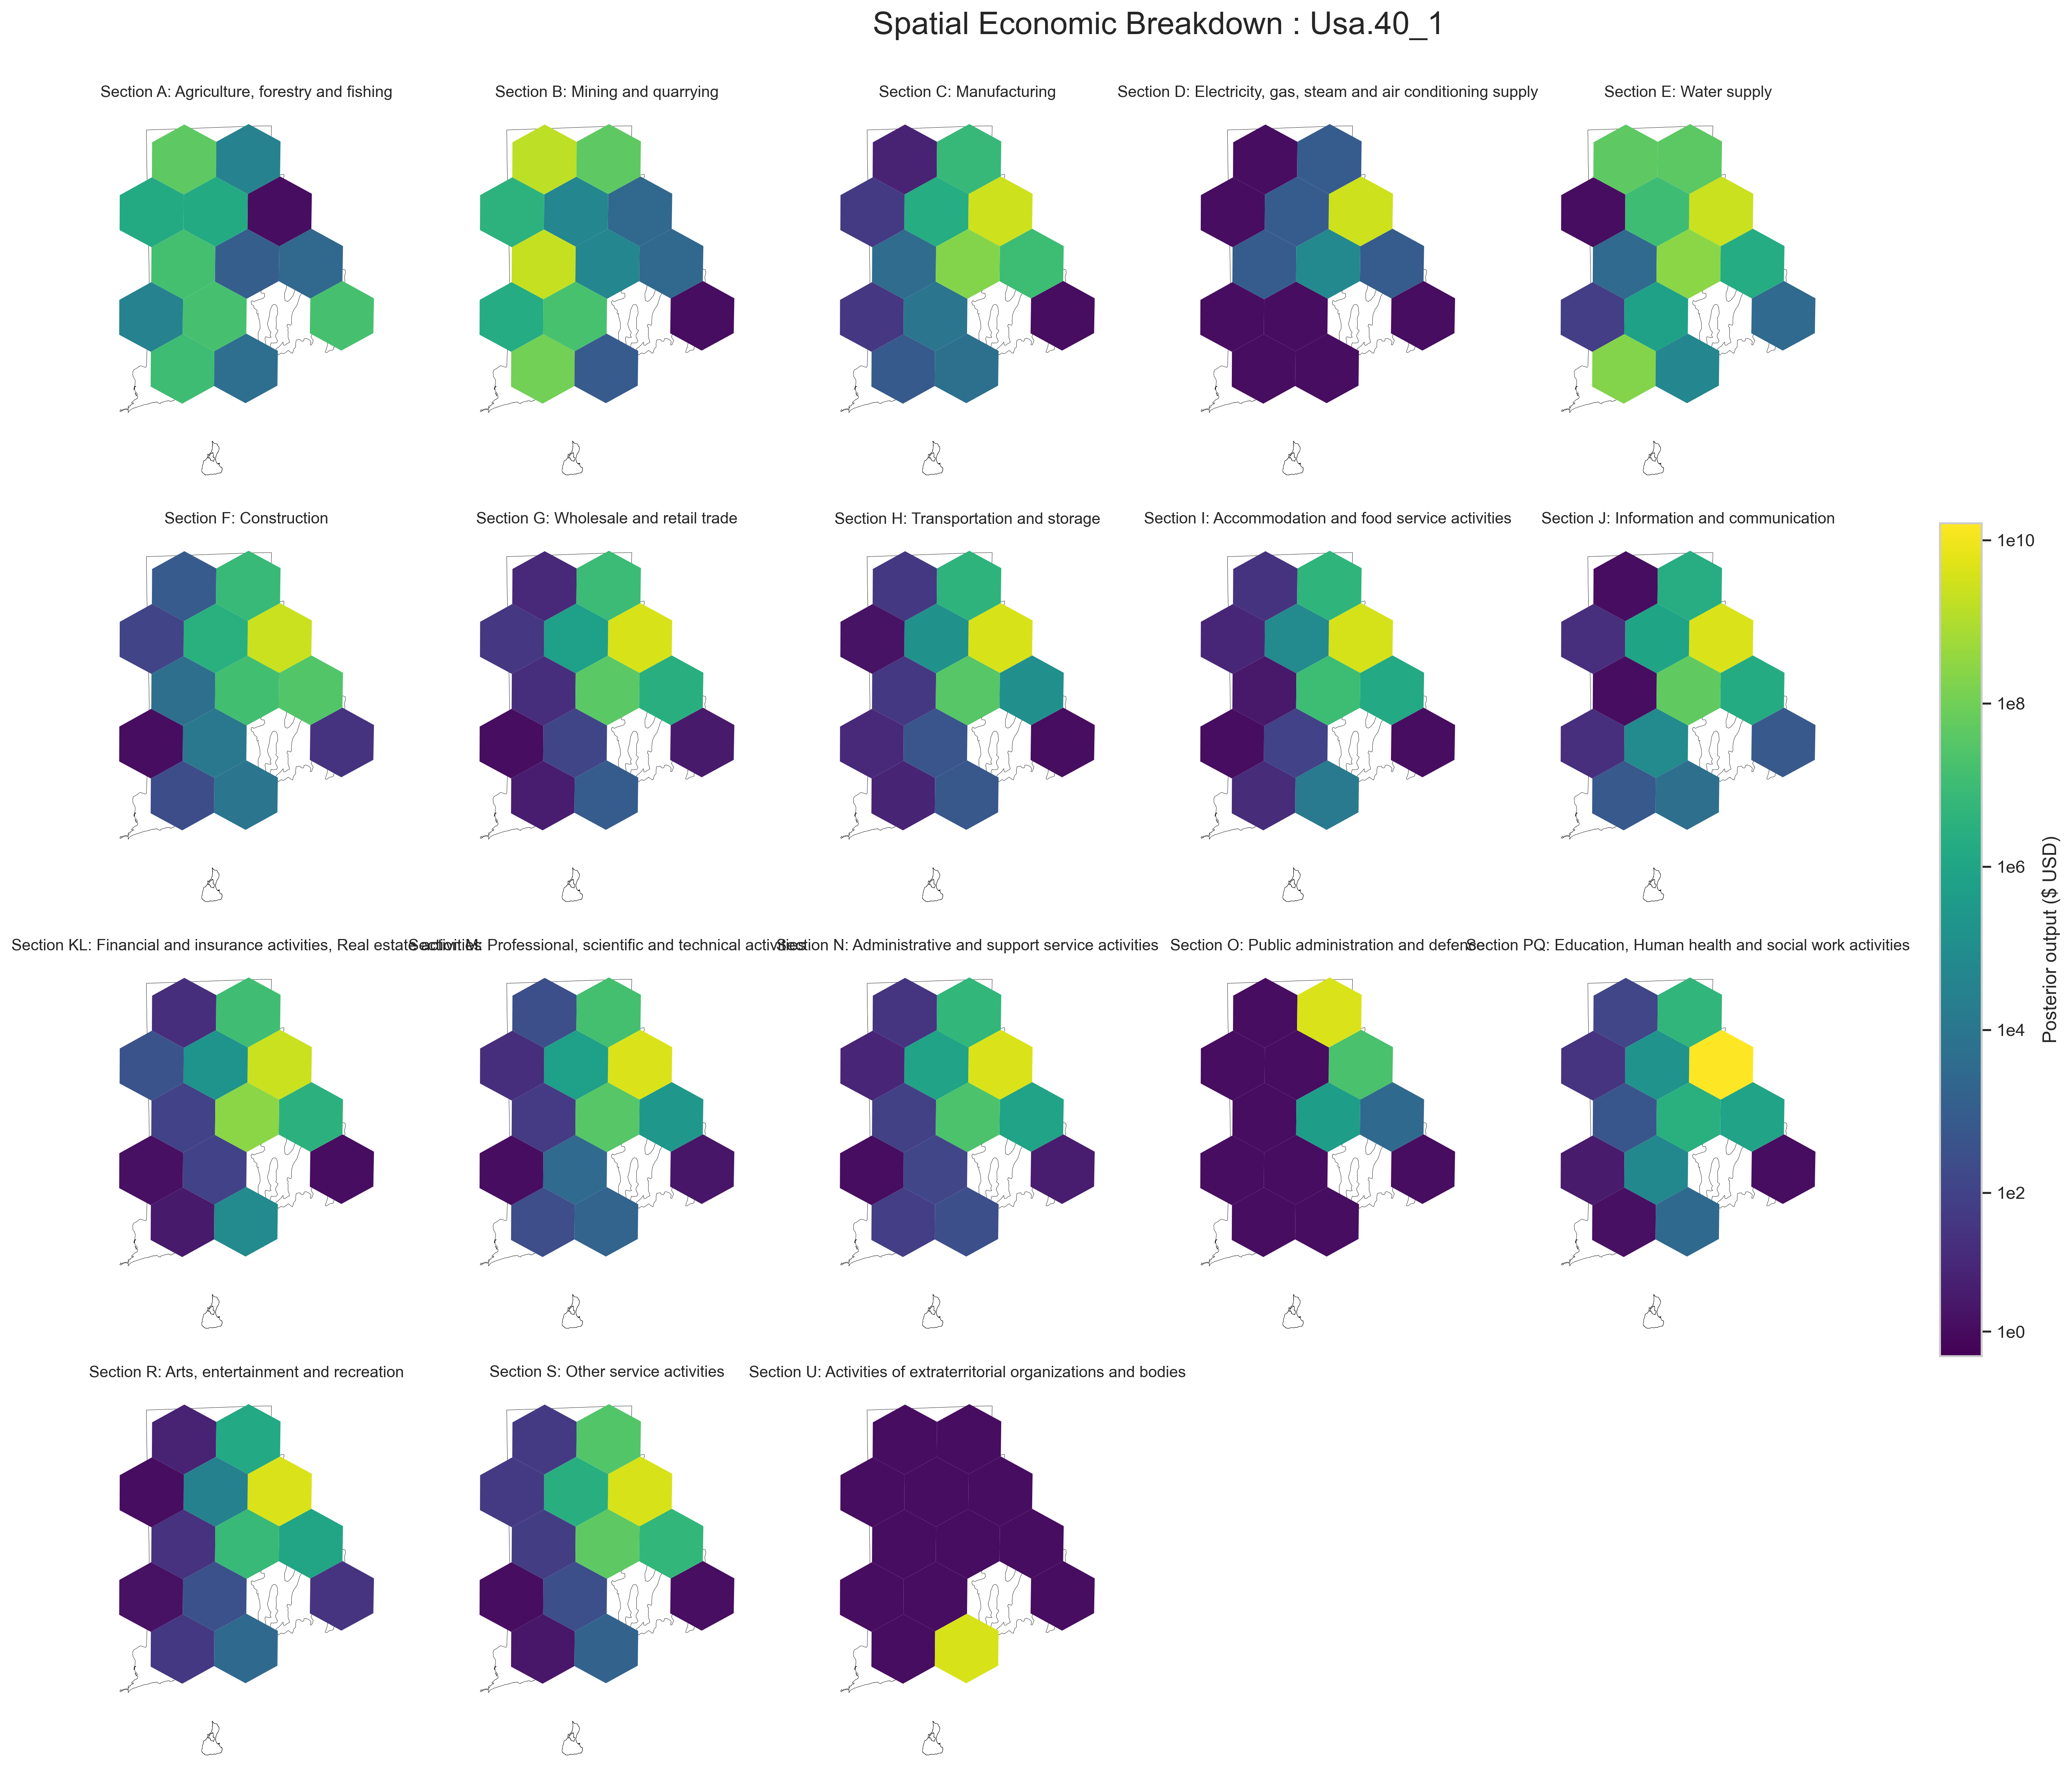 Spatial Economic Breakdown : Usa.40_1
Section A: Agriculture, forestry and fishing
Section B: Mining and quarrying
Section C: Manufacturing
Section D: Electricity, gas, steam and air conditioning supply
Section E: Water supply
Section F: Construction
Section G: Wholesale and retail trade
Section H: Transportation and storage
Section I: Accommodation and food service activities
Section J: Information and communication
Section KL: Financial and insurance activities, Real estate activities
Section M: Professional, scientific and technical activities
Section N: Administrative and support service activities
Section O: Public administration and defense
Section PQ: Education, Human health and social work activities
Section R: Arts, entertainment and recreation
Section S: Other service activities
Section U: Activities of extraterritorial organizations and bodies
1e10
1e8
1e6
1e4
1e2
1e0
Posterior output ($ USD)